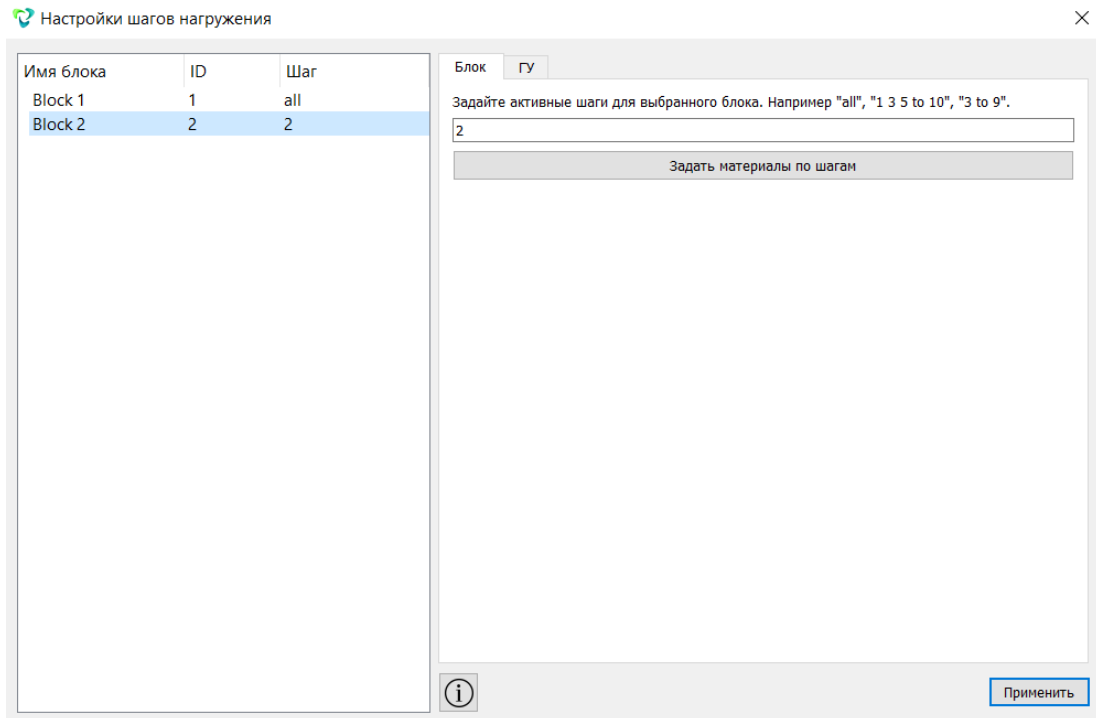 Настройки шагов нагружения
Имя блока ID Шаг
Block 1 1 all
Block 2 2 2
Блок ГУ
Задайте активные шаги для выбранного блока. Например "all", "1 3 5 to 10", "3 to 9".
2
Задать материалы по шагам
Применить